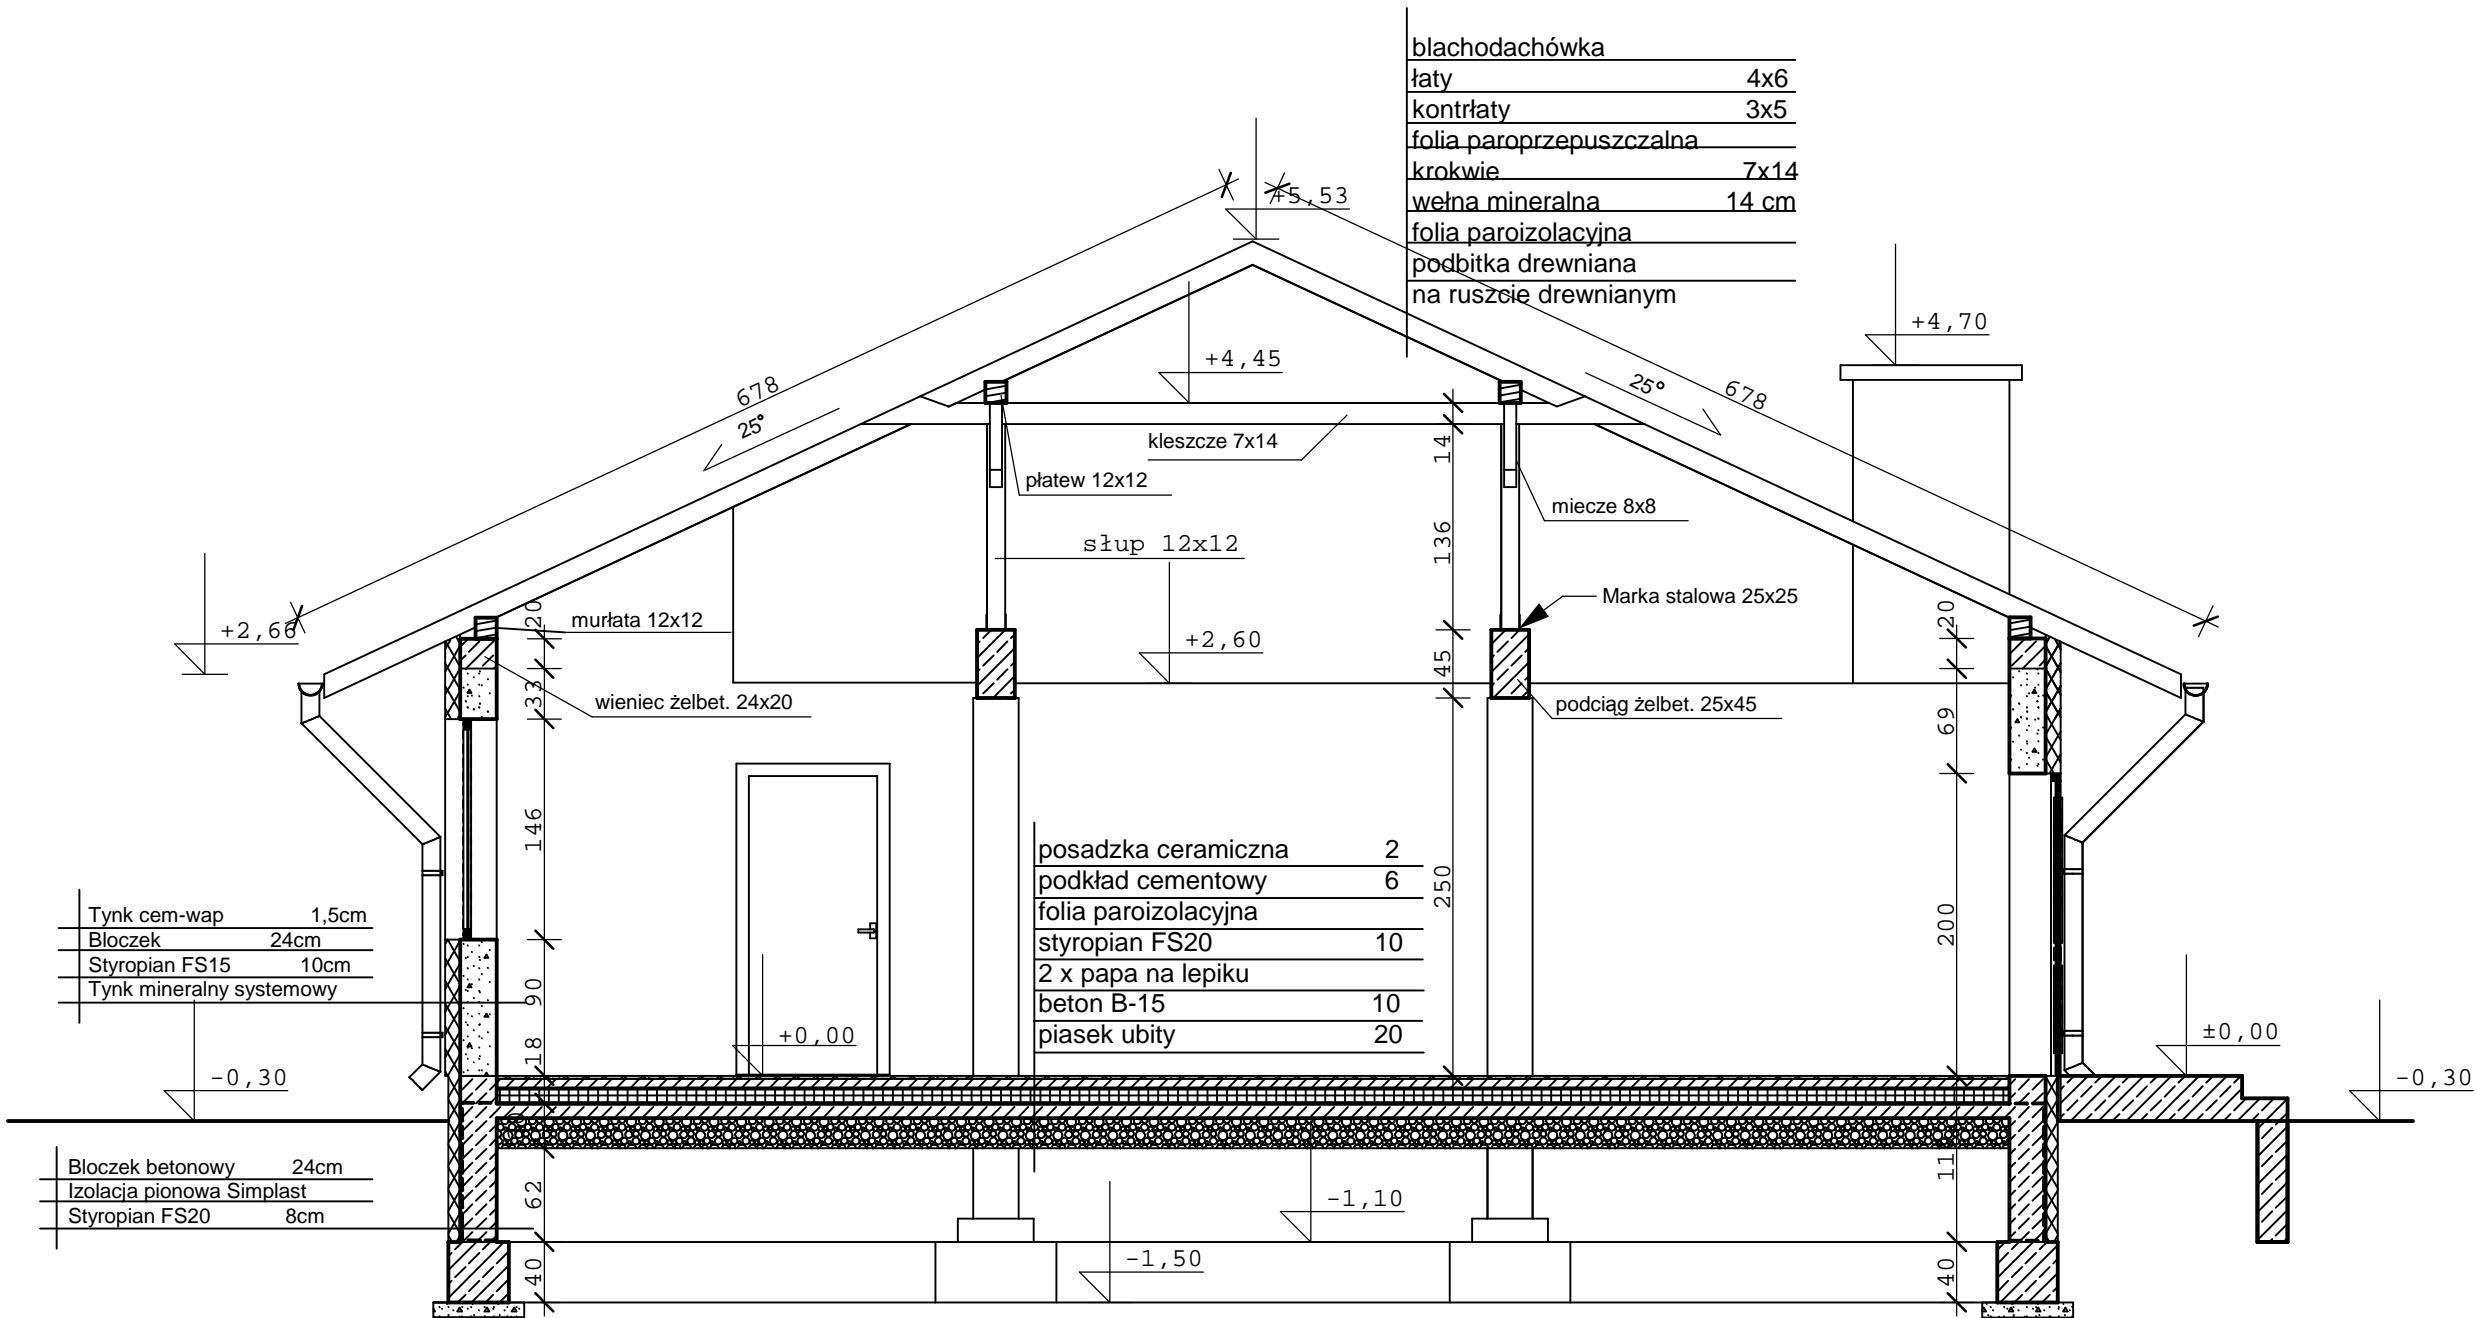 blachodachówka
łaty 4x6
kontrłaty 3x5
folia paroprzepuszczalna
krokwie 7x14
wełna mineralna 14 cm
folia paroizolacyjna
podbitka drewniana
na ruszcie drewnianym
+5,53
+4,70
+4,45
678
25°
25°
678
kleszcze 7x14
14
płatew 12x12
miecze 8x8
136
słup 12x12
Marka stalowa 25x25
20
murłata 12x12
20
+2,66
+2,60
45
33
wieniec żelbet. 24x20
podciąg żelbet. 25x45
69
146
250
200
posadzka ceramiczna 2
podkład cementowy 6
folia paroizolacyjna
styropian FS20 10
2 x papa na lepiku
beton B-15 10
piasek ubity 20
Tynk cem-wap 1,5cm
Bloczek 24cm
Styropian FS15 10cm
Tynk mineralny systemowy
90
18
+0,00
±0,00
-0,30
-0,30
Bloczek betonowy 24cm
Izolacja pionowa Simplast
Styropian FS20 8cm
62
-1,10
-1,50
40
40